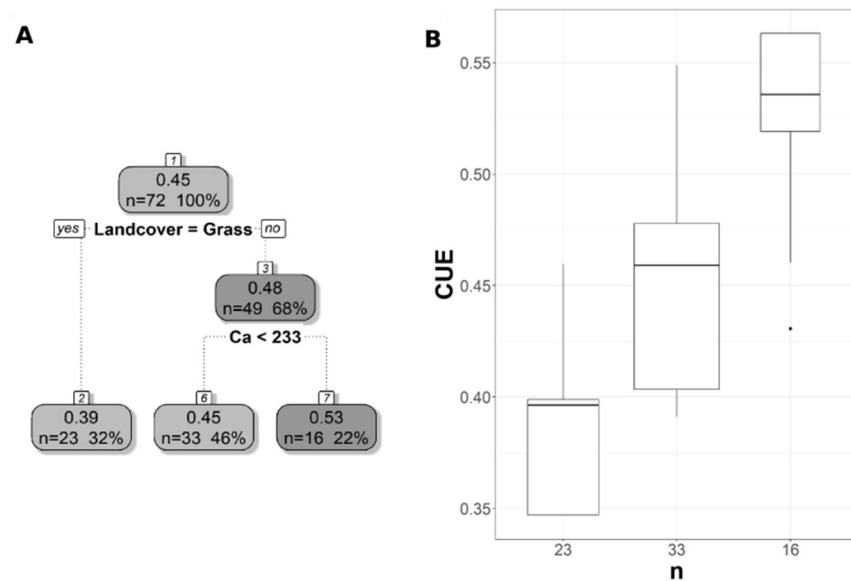 A
1
0.45
n=72 100%
yes Landcover = Grass no
3
0.48
n=49 68%
Ca < 233
2
0.39
n=23 32%
6
0.45
n=33 46%
7
0.53
n=16 22%
B
CUE
0.55
0.50
0.45
0.40
0.35
23 33 16
n